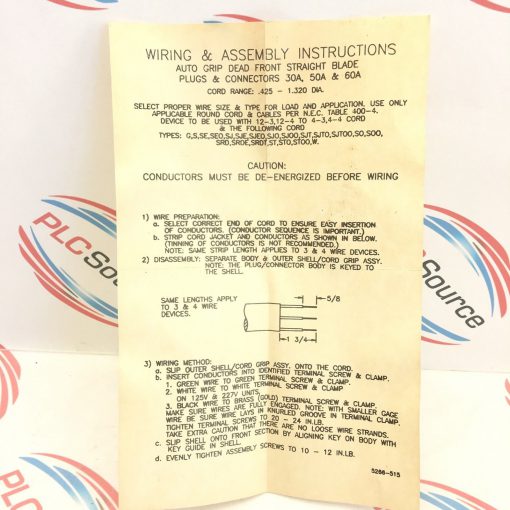 WIRING & ASSEMBLY INSTRUCTIONS
AUTO GRIP DEAD FRONT STRAIGHT BLADE
PLUGS & CONNECTORS 30A, 50A & 60A
CORD RANGE: .425 - 1.320 DIA.
SELECT PROPER WIRE SIZE & TYPE FOR LOAD AND APPLICATION. USE ONLY
APPLICABLE ROUND CORD & CABLES PER N.E.C. TABLE 400-4.
DEVICE TO BE USED WITH 12-3,12-4 TO 4-3,4-4 CORD
& THE FOLLOWING CORD
TYPES: G,S,SE,SEO,SJ,SJE,SJEO,SJO,SJOO,SJT,SJTO,SJTOO,SO,SOO,
SRD,SRDE,SRDT,ST,STO,STOO,W.
CAUTION:
CONDUCTORS MUST BE DE-ENERGIZED BEFORE WIRING
1) WIRE PREPARATION:
a. SELECT CORRECT END OF CORD TO ENSURE EASY INSERTION
OF CONDUCTORS. (CONDUCTOR SEQUENCE IS IMPORTANT.)
b. STRIP CORD JACKET AND CONDUCTORS AS SHOWN IN BELOW.
(TINNING OF CONDUCTORS IS NOT RECOMMENDED.)
NOTE: SAME STRIP LENGTH APPLIES TO 3 & 4 WIRE DEVICES.
2) DISASSEMBLY: SEPARATE BODY & OUTER SHELL/CORD GRIP ASSY.
NOTE: THE PLUG/CONNECTOR BODY IS KEYED TO
THE SHELL.
SAME LENGTHS APPLY
TO 3 & 4 WIRE
DEVICES.
5/8
1 3/4
3) WIRING METHOD:
a. SLIP OUTER SHELL/CORD GRIP ASSY. ONTO THE CORD.
b. INSERT CONDUCTORS INTO IDENTIFIED TERMINAL SCREW & CLAMP.
1. GREEN WIRE TO GREEN TERMINAL SCREW & CLAMP.
2. WHITE WIRE TO WHITE TERMINAL SCREW & CLAMP
ON 125V & 227V UNITS.
3. BLACK WIRE TO BRASS (GOLD) TERMINAL SCREW & CLAMP.
MAKE SURE WIRES ARE FULLY ENGAGED. NOTE: WITH SMALLER GAGE
WIRE BE SURE WIRE LAYS IN KNURLED GROOVE IN TERMINAL CLAMP.
TIGHTEN TERMINAL SCREWS TO 20 - 24 IN.LB.
TAKE EXTRA CAUTION THAT THERE ARE NO LOOSE WIRE STRANDS.
c. SLIP SHELL ONTO FRONT SECTION BY ALIGNING KEY ON BODY WITH
KEY GUIDE IN SHELL.
d. EVENLY TIGHTEN ASSEMBLY SCREWS TO 10 - 12 IN.LB.
5266-515
PLC
Source
Source
PLC